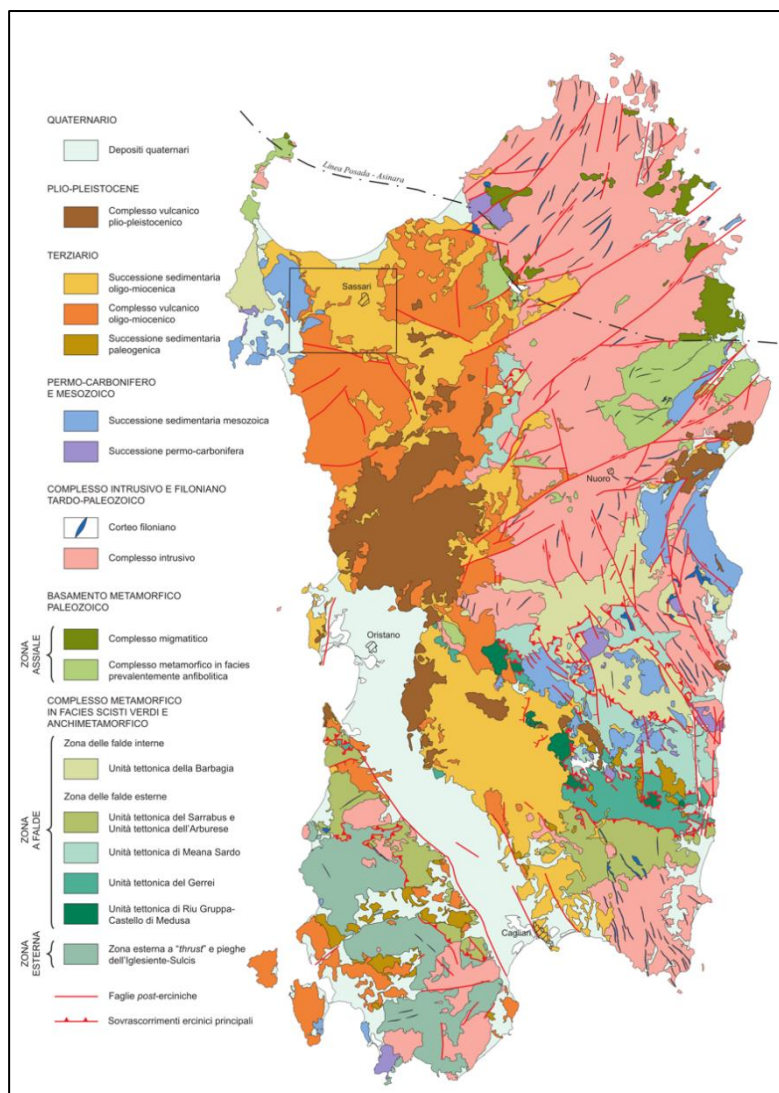 QUATERNARIO
Depositi quaternari
PLIO-PLEISTOCENE
Complesso vulcanico
plio-pleistocenico
TERZIARIO
Successione sedimentaria
oligo-miocenica
Complesso vulcanico
oligo-miocenico
Successione sedimentaria
paleogenica
PERMO-CARBONIFERO
E MESOZOICO
Successione sedimentaria mesozoica
Successione permo-carbonifera
COMPLESSO INTRUSIVO E FILONIANO
TARDO-PALEOZOICO
Corteo filoniano
Complesso intrusivo
BASAMENTO METAMORFICO
PALEOZOICO
ZONA
ASSIALE
Complesso migmatitico
Complesso metamorfico in facies
prevalentemente anfibolitica
COMPLESSO METAMORFICO
IN FACIES SCISTI VERDI E
ANCHIMETAMORFICO
ZONA
A FALDE
Zona delle falde interne
Unità tettonica della Barbagia
Zona delle falde esterne
Unità tettonica del Sarrabus e
Unità tettonica dell'Arburese
Unità tettonica di Meana Sardo
Unità tettonica del Gerrei
Unità tettonica di Riu Gruppa-
Castello di Medusa
ZONA
ESTERNA
Zona esterna a "thrust" e pieghe
dell'Iglesiente-Sulcis
Faglie post-erciniche
Sovrascorrimenti ercinici principali
Linea Posada - Asinara
Sassari
Nuoro
Oristano
Cagliari